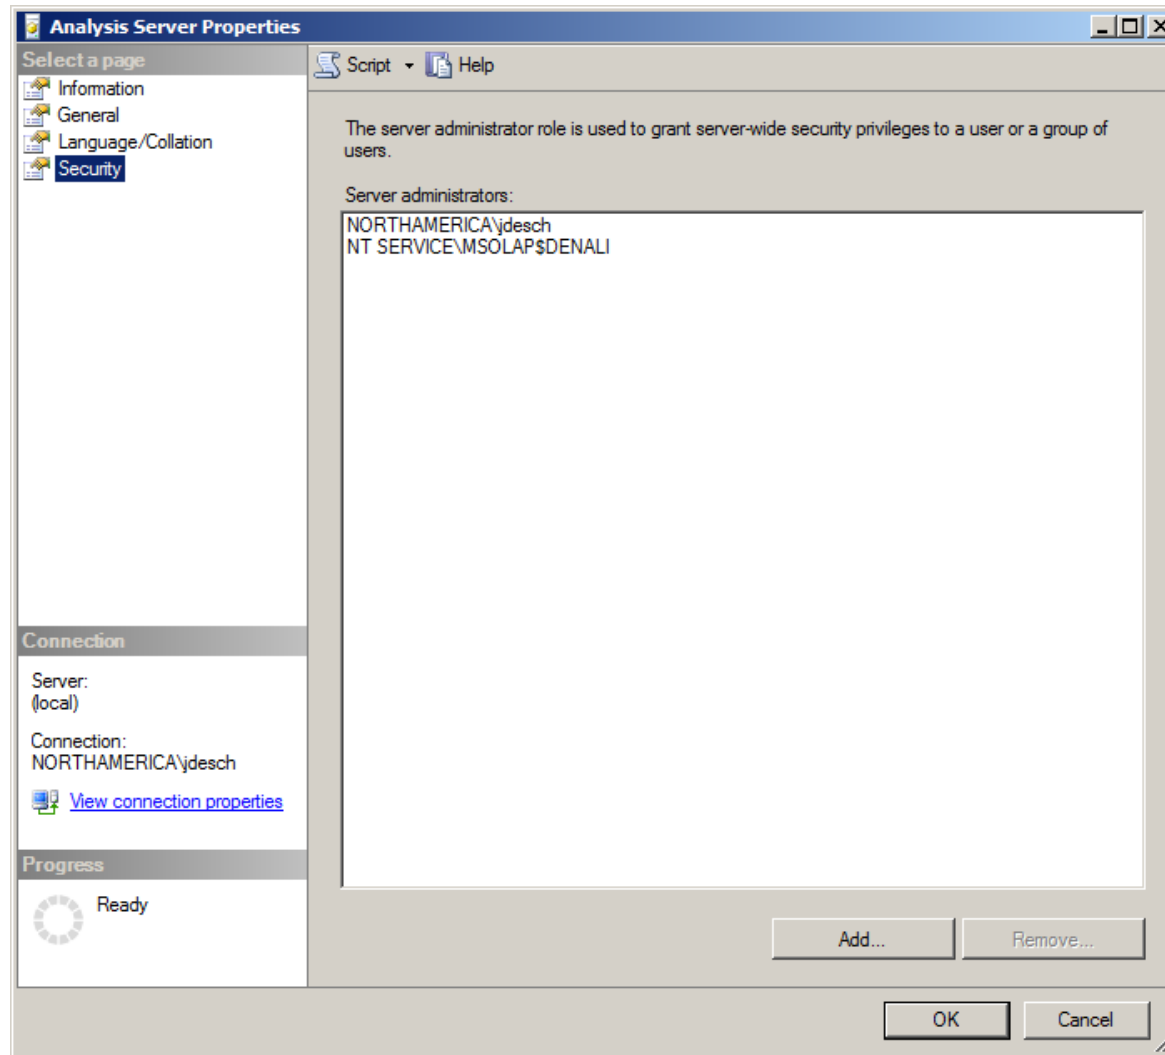 Analysis Server Properties
Select a page
Information
General
Language/Collation
Security
Script
Help
The server administrator role is used to grant server-wide security privileges to a user or a group of
users.
Server administrators:
NORTHAMERICA\jdesch
NT SERVICE\MSOLAP$DENALI
Connection
Server:
(local)
Connection:
NORTHAMERICA\jdesch
View connection properties
Progress
Ready
Add...
Remove...
OK
Cancel